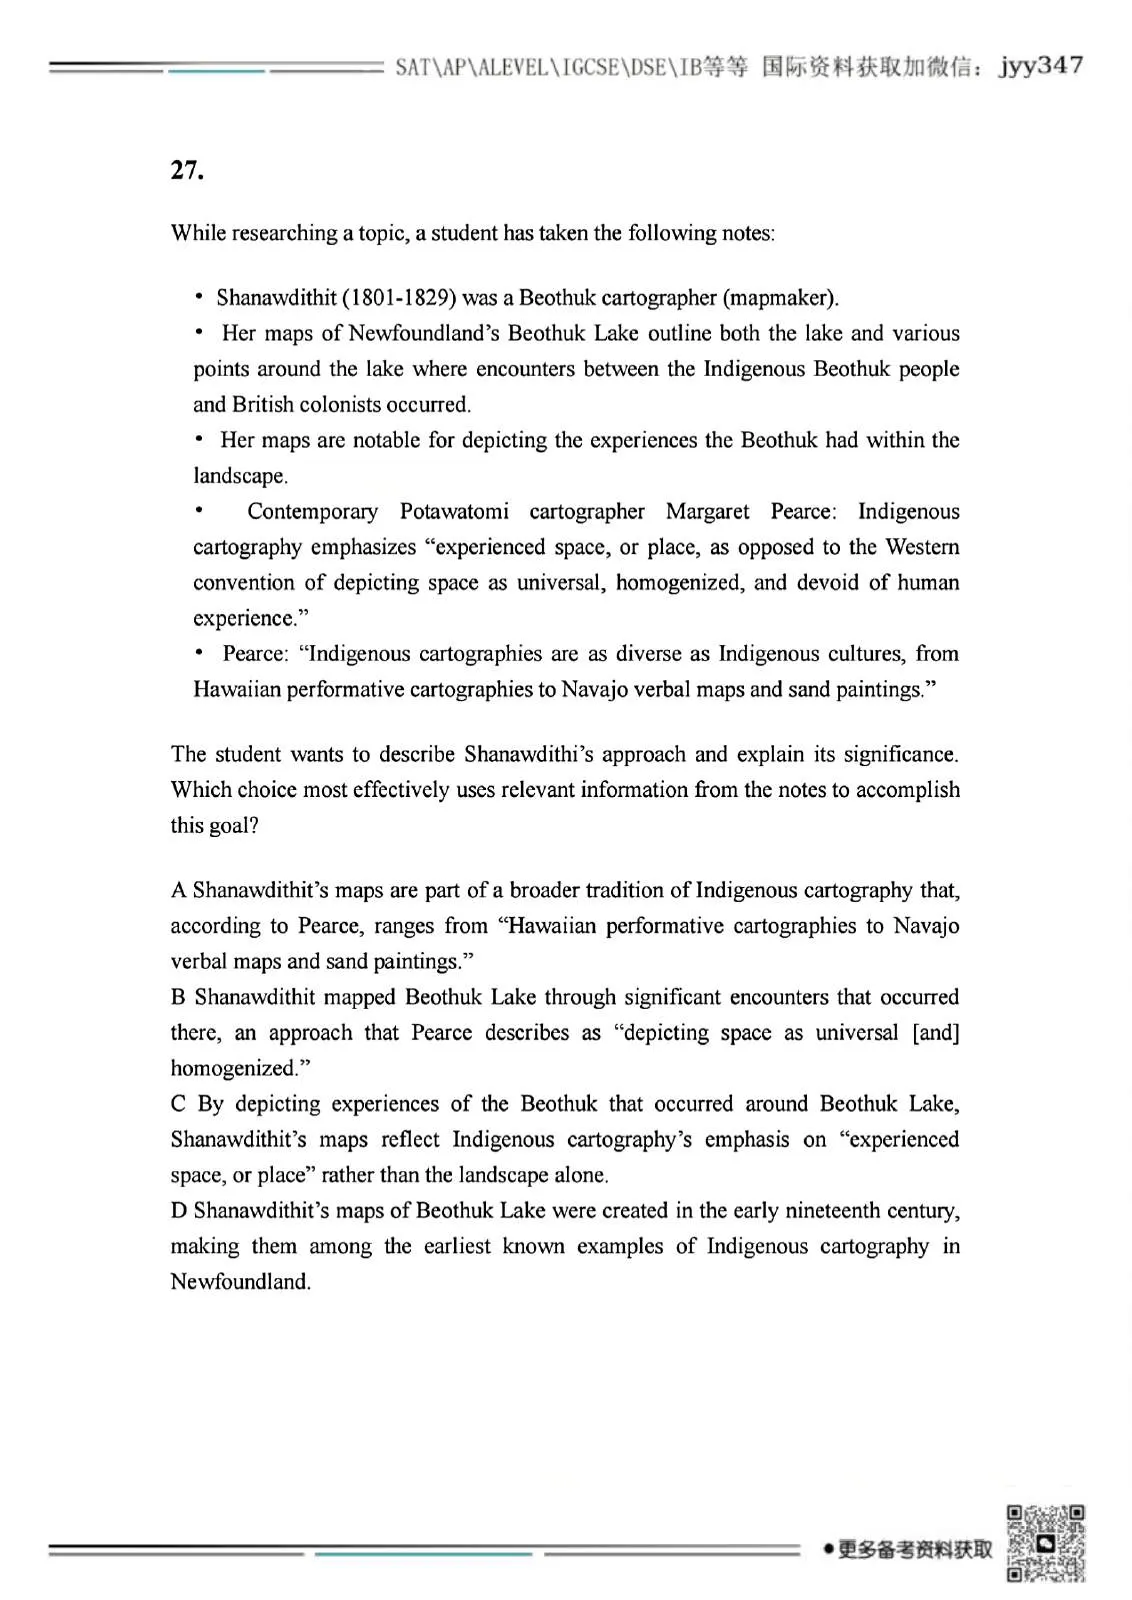 SAT\AP\ALEVEL\IGCSE\DSE\IB等等 国际资料获取加微信：jyy347
27.
While researching a topic, a student has taken the following notes:
• Shanawdithit (1801-1829) was a Beothuk cartographer (mapmaker).
• Her maps of Newfoundland’s Beothuk Lake outline both the lake and various
points around the lake where encounters between the Indigenous Beothuk people
and British colonists occurred.
• Her maps are notable for depicting the experiences the Beothuk had within the
landscape.
• Contemporary Potawatomi cartographer Margaret Pearce: Indigenous
cartography emphasizes “experienced space, or place, as opposed to the Western
convention of depicting space as universal, homogenized, and devoid of human
experience.”
• Pearce: “Indigenous cartographies are as diverse as Indigenous cultures, from
Hawaiian performative cartographies to Navajo verbal maps and sand paintings.”
The student wants to describe Shanawdithi’s approach and explain its significance.
Which choice most effectively uses relevant information from the notes to accomplish
this goal?
A Shanawdithit’s maps are part of a broader tradition of Indigenous cartography that,
according to Pearce, ranges from “Hawaiian performative cartographies to Navajo
verbal maps and sand paintings.”
B Shanawdithit mapped Beothuk Lake through significant encounters that occurred
there, an approach that Pearce describes as “depicting space as universal [and]
homogenized.”
C By depicting experiences of the Beothuk that occurred around Beothuk Lake,
Shanawdithit’s maps reflect Indigenous cartography’s emphasis on “experienced
space, or place” rather than the landscape alone.
D Shanawdithit’s maps of Beothuk Lake were created in the early nineteenth century,
making them among the earliest known examples of Indigenous cartography in
Newfoundland.
●更多备考资料获取